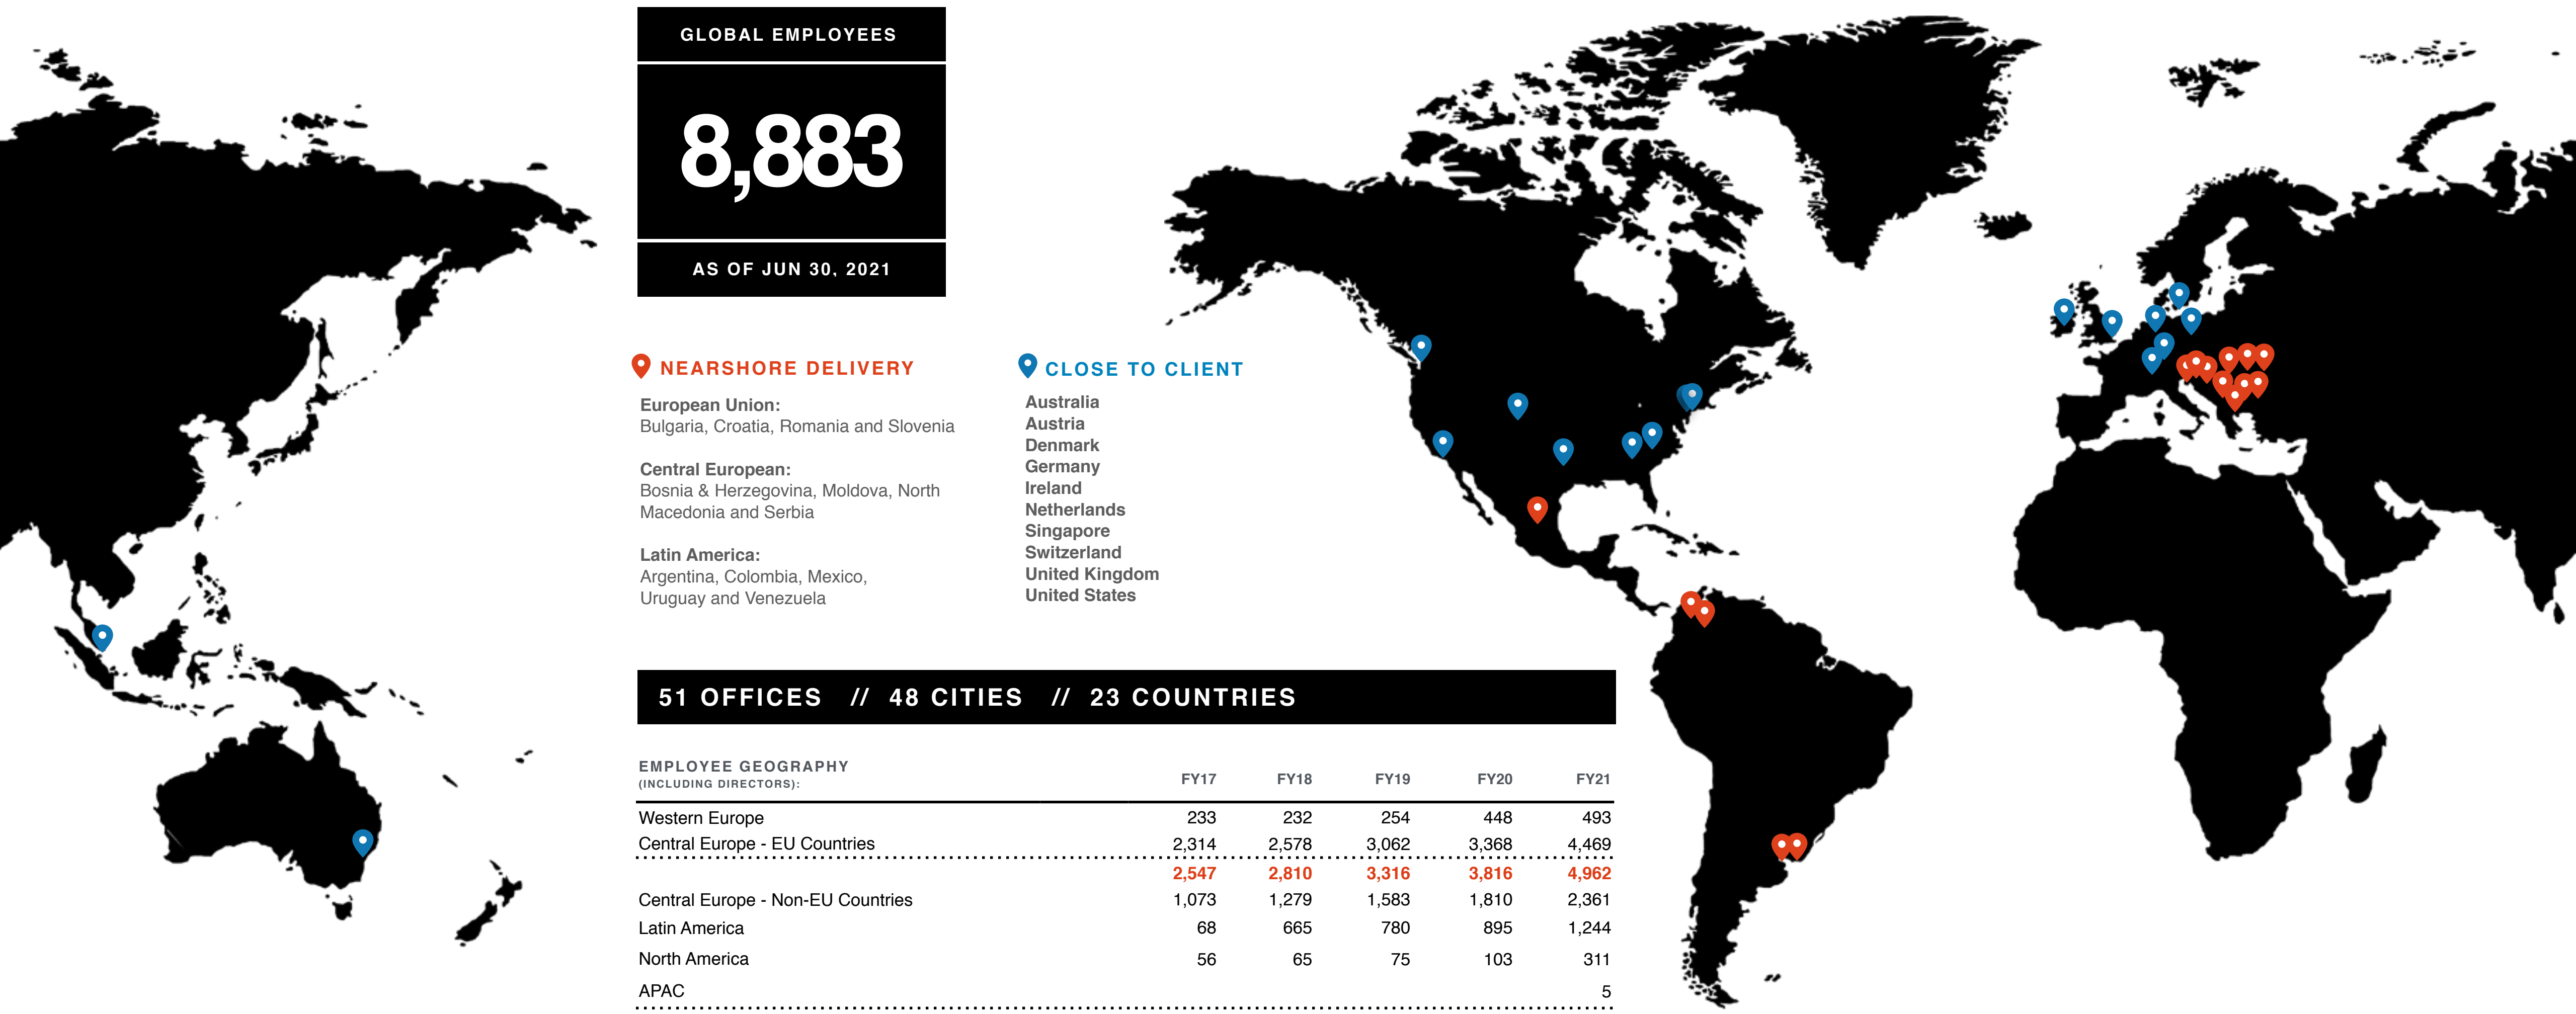 GLOBAL EMPLOYEES
8,883
AS OF JUN 30, 2021
NEARSHORE DELIVERY
European Union:
Bulgaria, Croatia, Romania and Slovenia
Central European:
Bosnia & Herzegovina, Moldova, North
Macedonia and Serbia
Latin America:
Argentina, Colombia, Mexico,
Uruguay and Venezuela
CLOSE TO CLIENT
Australia
Austria
Denmark
Germany
Ireland
Netherlands
Singapore
Switzerland
United Kingdom
United States
51 OFFICES // 48 CITIES // 23 COUNTRIES
EMPLOYEE GEOGRAPHY
(INCLUDING DIRECTORS): FY17 FY18 FY19 FY20 FY21
Western Europe 233 232 254 448 493
Central Europe - EU Countries 2,314 2,578 3,062 3,368 4,469
2,547 2,810 3,316 3,816 4,962
Central Europe - Non-EU Countries 1,073 1,279 1,583 1,810 2,361
Latin America 68 665 780 895 1,244
North America 56 65 75 103 311
APAC 5